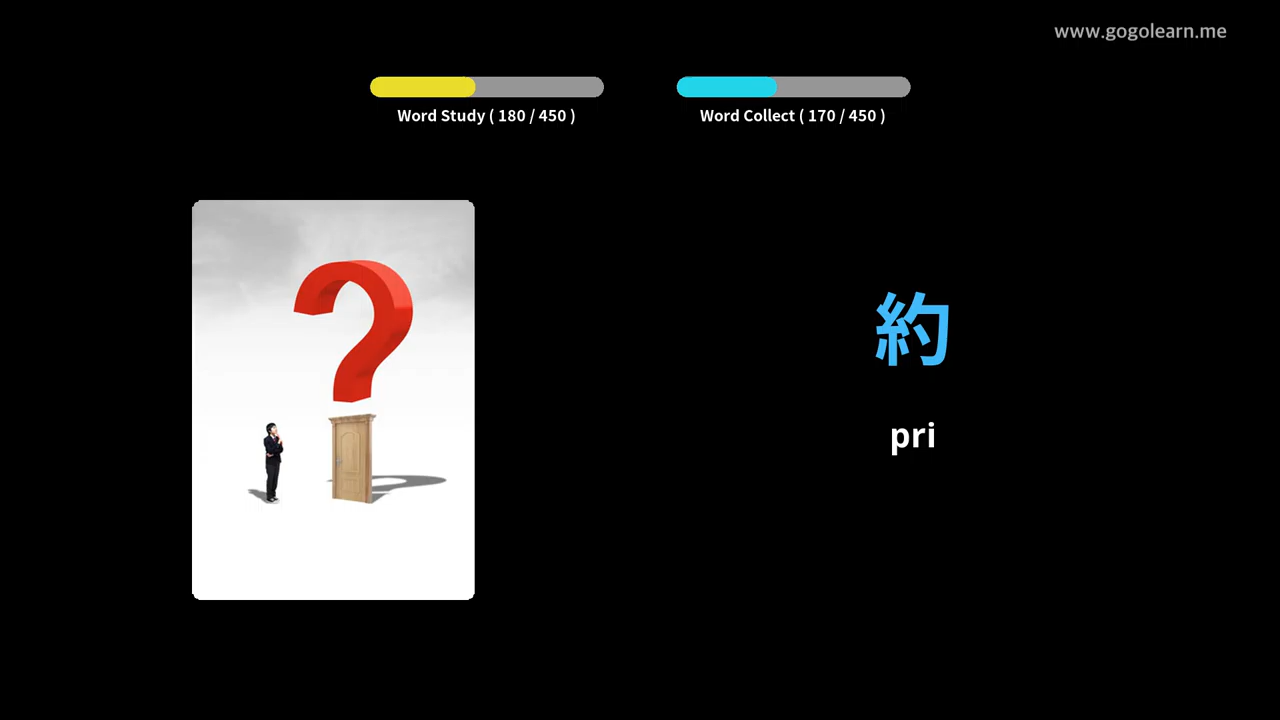 www.gogolearn.me
Word Study ( 180 / 450 )
Word Collect ( 170 / 450 )
?
約
pri